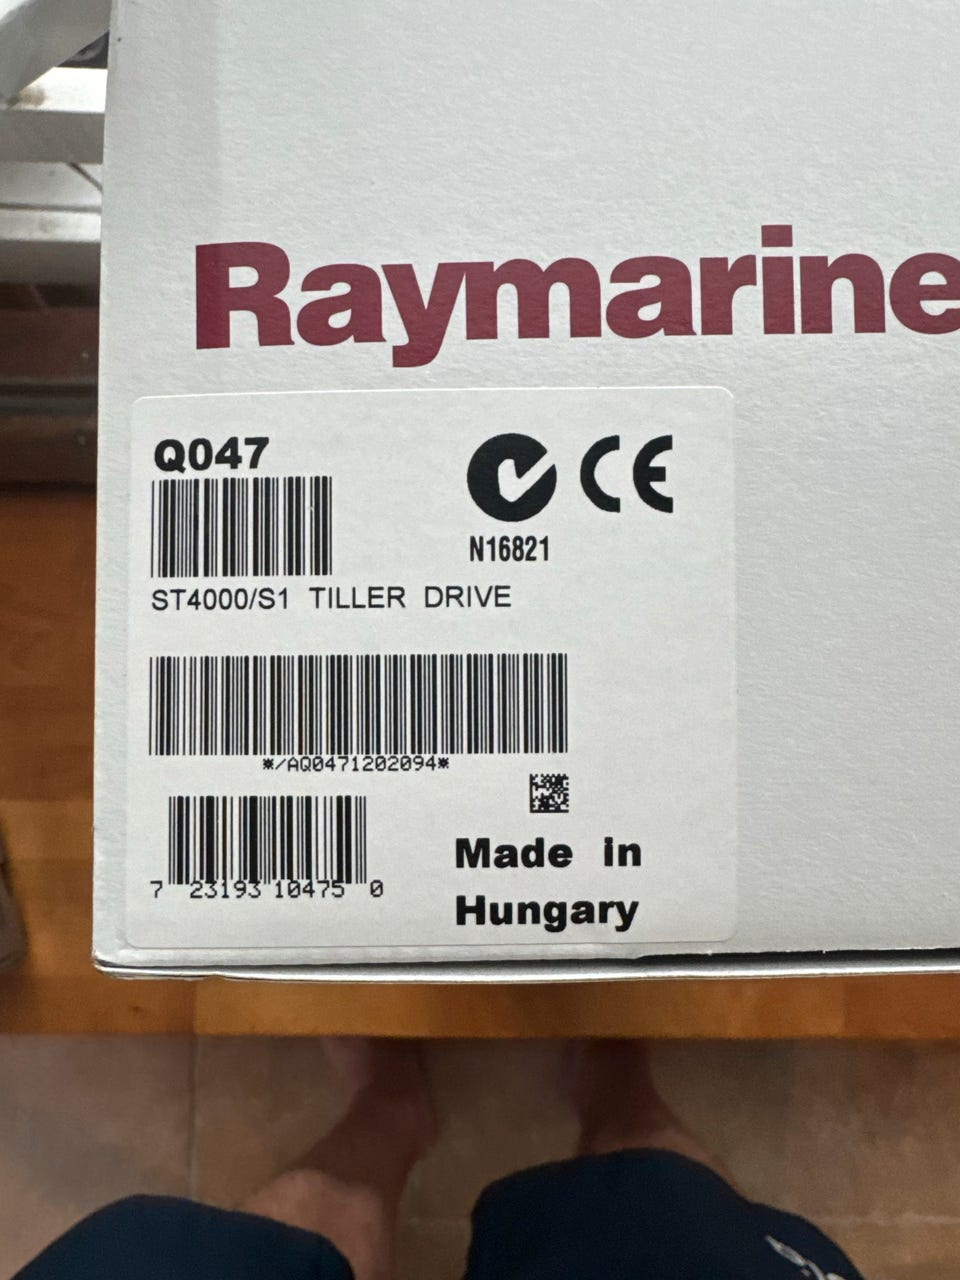 Raymarine
Q047
N16821
ST4000/S1 TILLER DRIVE
*/AQ0471202094*
7 23193 10475 0
Made in
Hungary